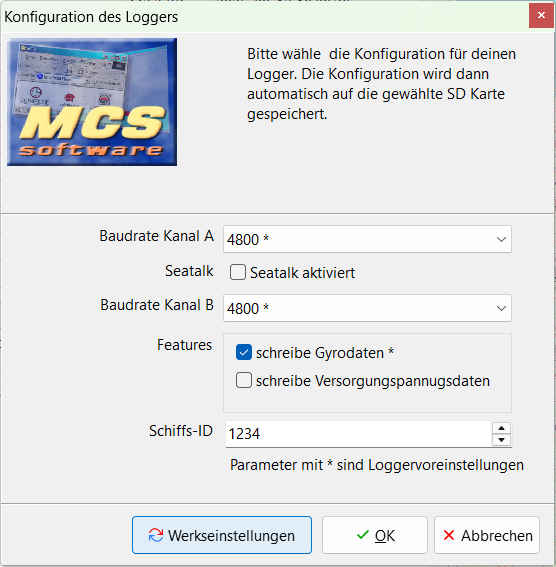 Konfiguration des Loggers
Bitte wähle die Konfiguration für deinen
Logger. Die Konfiguration wird dann
automatisch auf die gewählte SD Karte
gespeichert.
MCS
software
Baudrate Kanal A
4800 *
Seatalk
Seatalk aktiviert
Baudrate Kanal B
4800 *
Features
schreibe Gyrodaten *
schreibe Versorgungspannugsdaten
Schiffs-ID
1234
Parameter mit * sind Loggervoreinstellungen
Werkseinstellungen
OK
Abbrechen